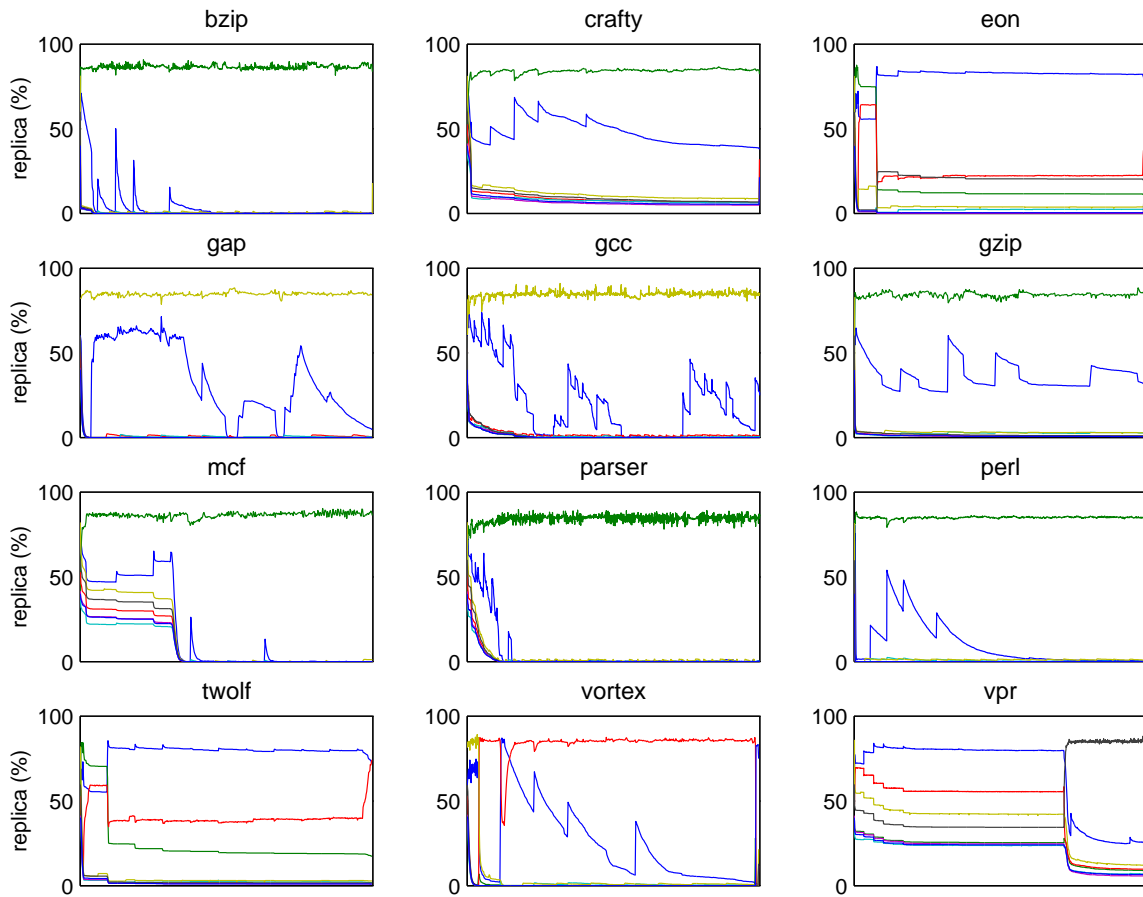 bzip crafty eon
100 100 100
replica (%)
50 50 50
0 0 0
gap gcc gzip
100 100 100
replica (%)
50 50 50
0 0 0
mcf parser perl
100 100 100
replica (%)
50 50 50
0 0 0
twolf vortex vpr
100 100 100
replica (%)
50 50 50
0 0 0